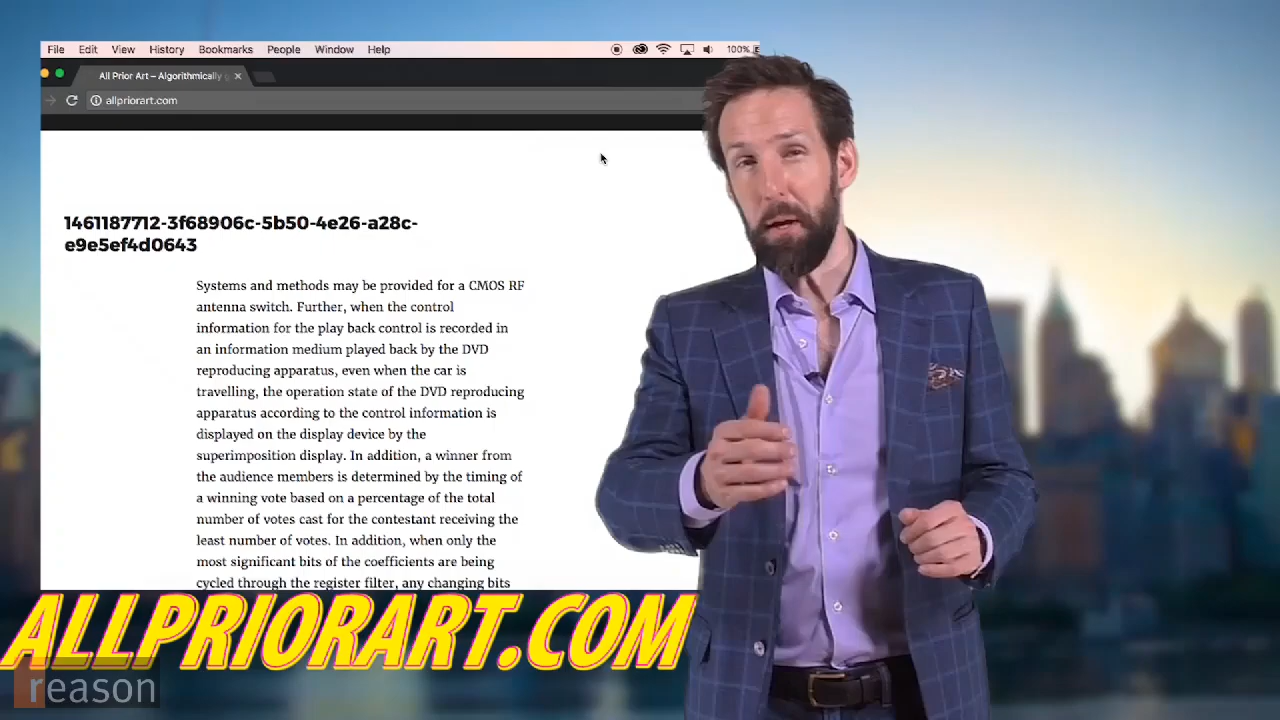 File Edit View History Bookmarks People Window Help 100%
All Prior Art – Algorithmically
allpriorart.com
1461187712-3f68906c-5b50-4e26-a28c-
e9e5ef4d0643
Systems and methods may be provided for a CMOS RF
antenna switch. Further, when the control
information for the play back control is recorded in
an information medium played back by the DVD
reproducing apparatus, even when the car is
travelling, the operation state of the DVD reproducing
apparatus according to the control information is
displayed on the display device by the
superimposition display. In addition, a winner from
the audience members is determined by the timing of
a winning vote based on a percentage of the total
number of votes cast for the contestant receiving the
least number of votes. In addition, when only the
most significant bits of the coefficients are being
cycled through the register filter, any changing bits
ALLPRIORART.COM
reason